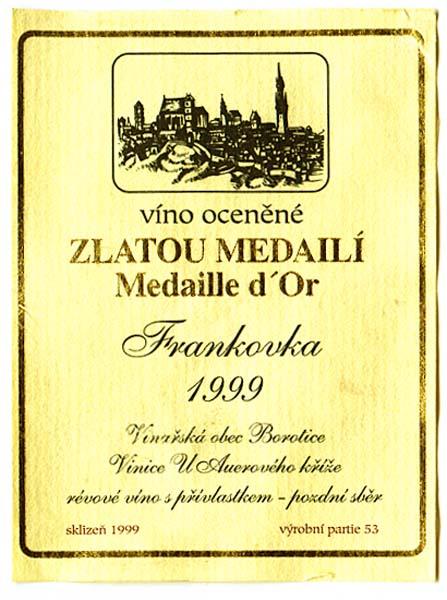 víno oceněné
ZLATOU MEDAILÍ
Medaille d´Or
Frankovka
1999
Vinařská obec Borotice
Vinice U Auerového kříže
révové víno s přívlastkem - pozdní sběr
sklizeň 1999 výrobní partie 53